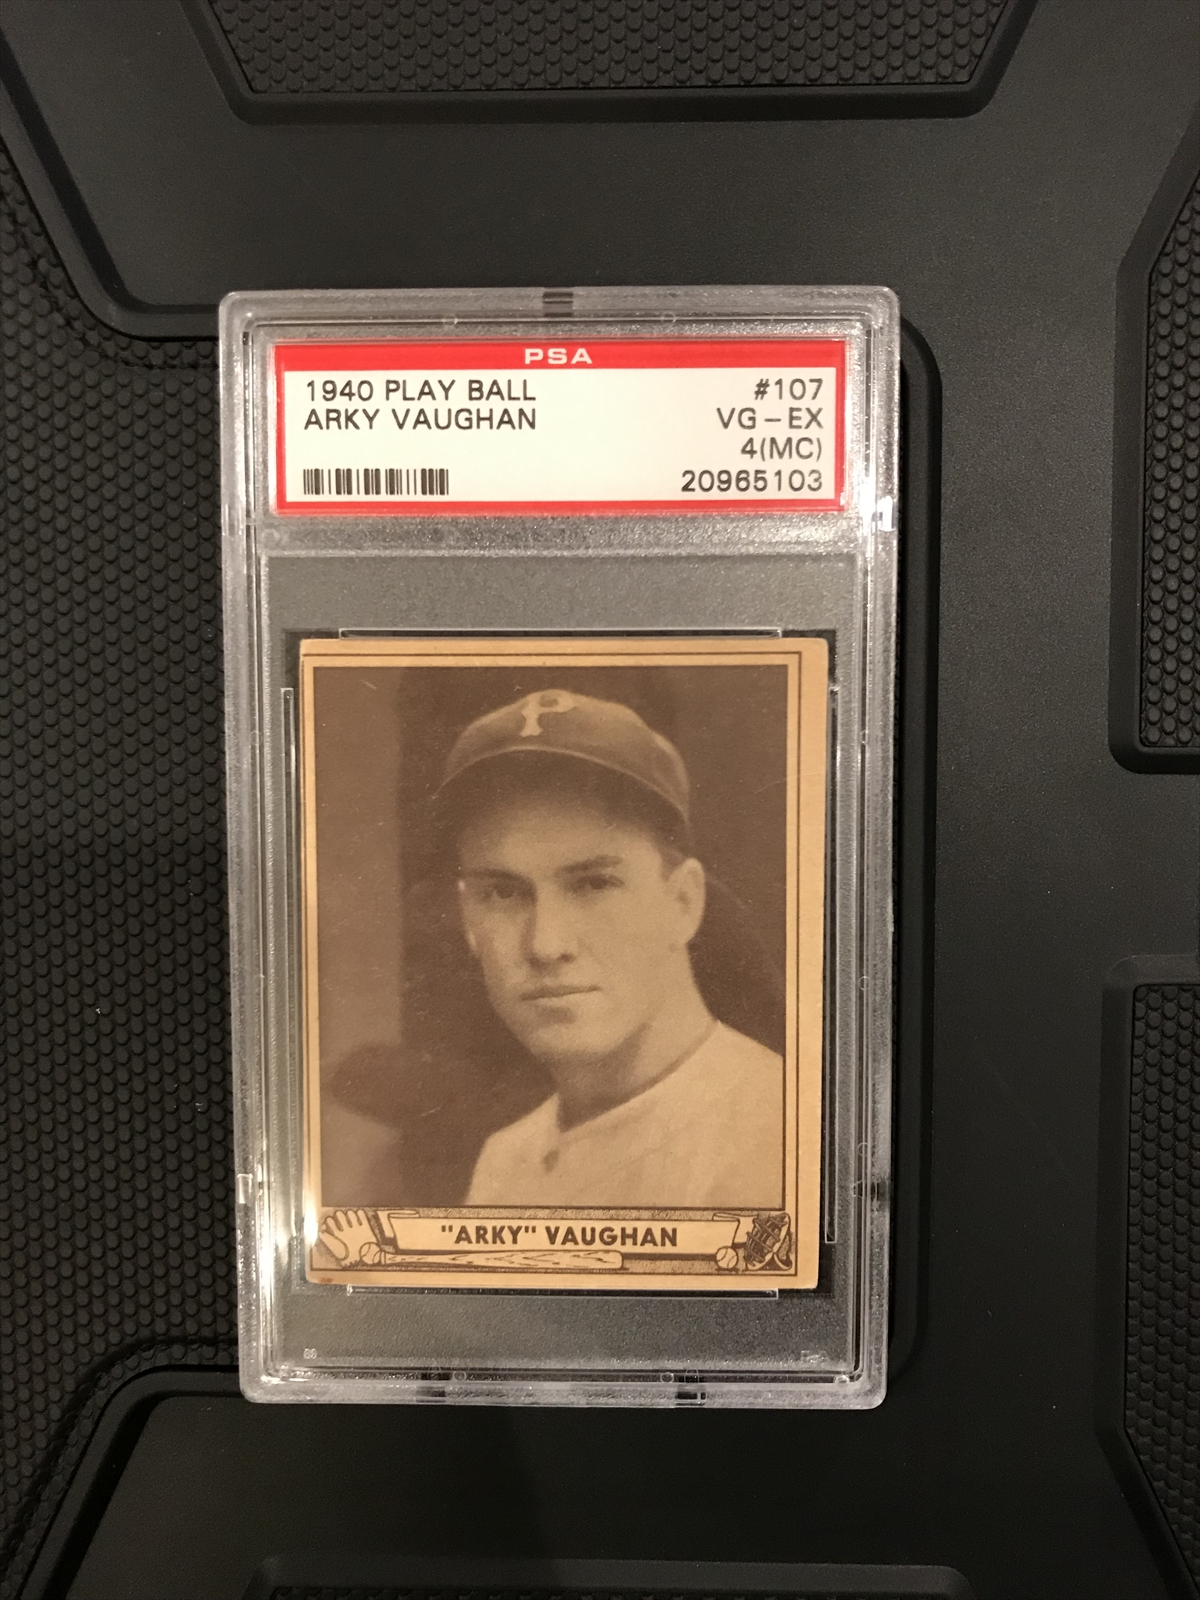 PSA
1940 PLAY BALL #107
ARKY VAUGHAN VG-EX
4(MC)
20965103
P
"ARKY" VAUGHAN